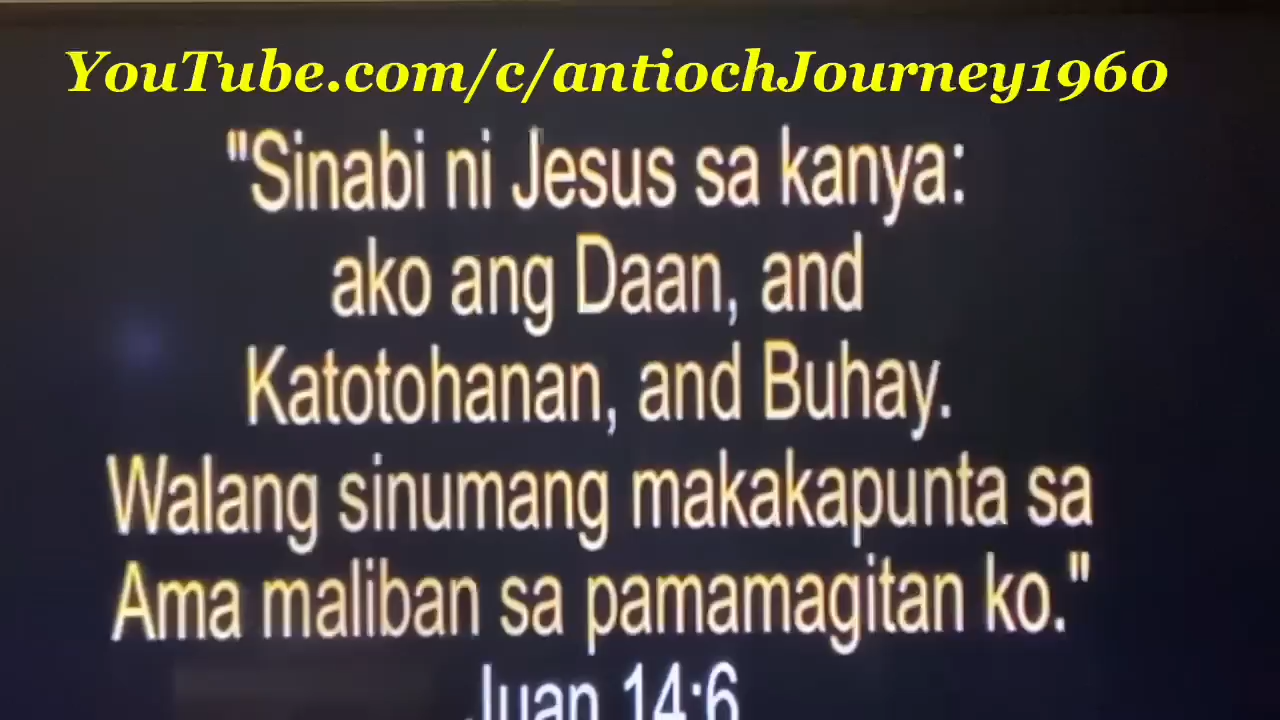 YouTube.com/c/antiochJourney1960
"Sinabi ni Jesus sa kanya:
ako ang Daan, and
Katotohanan, and Buhay.
Walang sinumang makakapunta sa
Ama maliban sa pamamagitan ko."
Juan 14:6